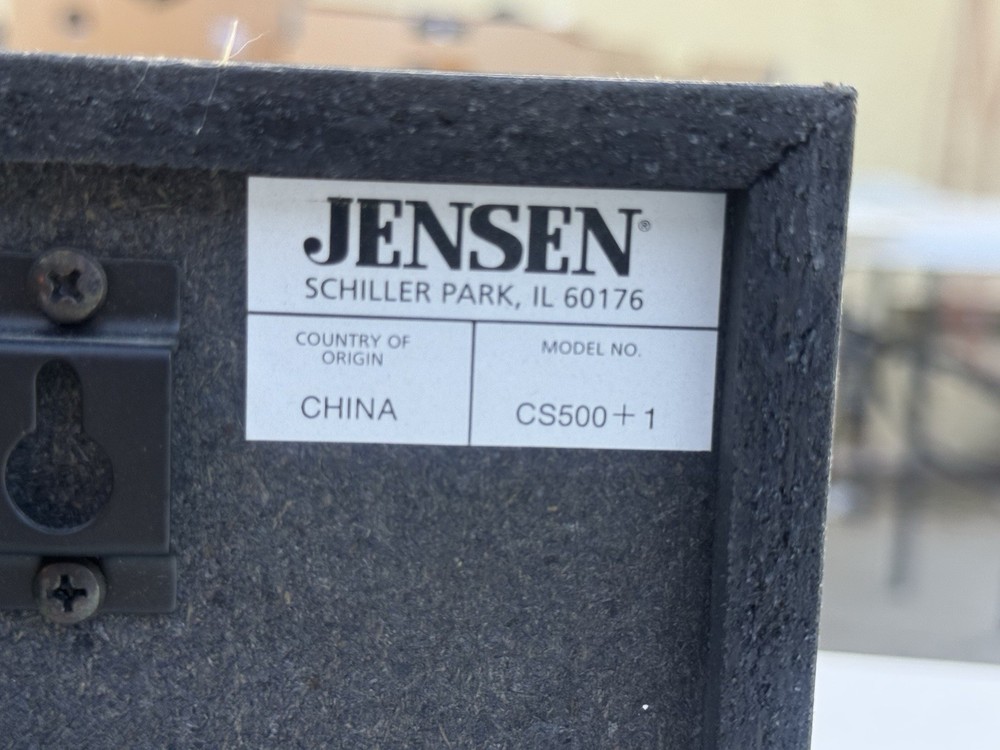 JENSEN®
SCHILLER PARK, IL 60176
COUNTRY OF
ORIGIN
CHINA
MODEL NO.
CS500+1